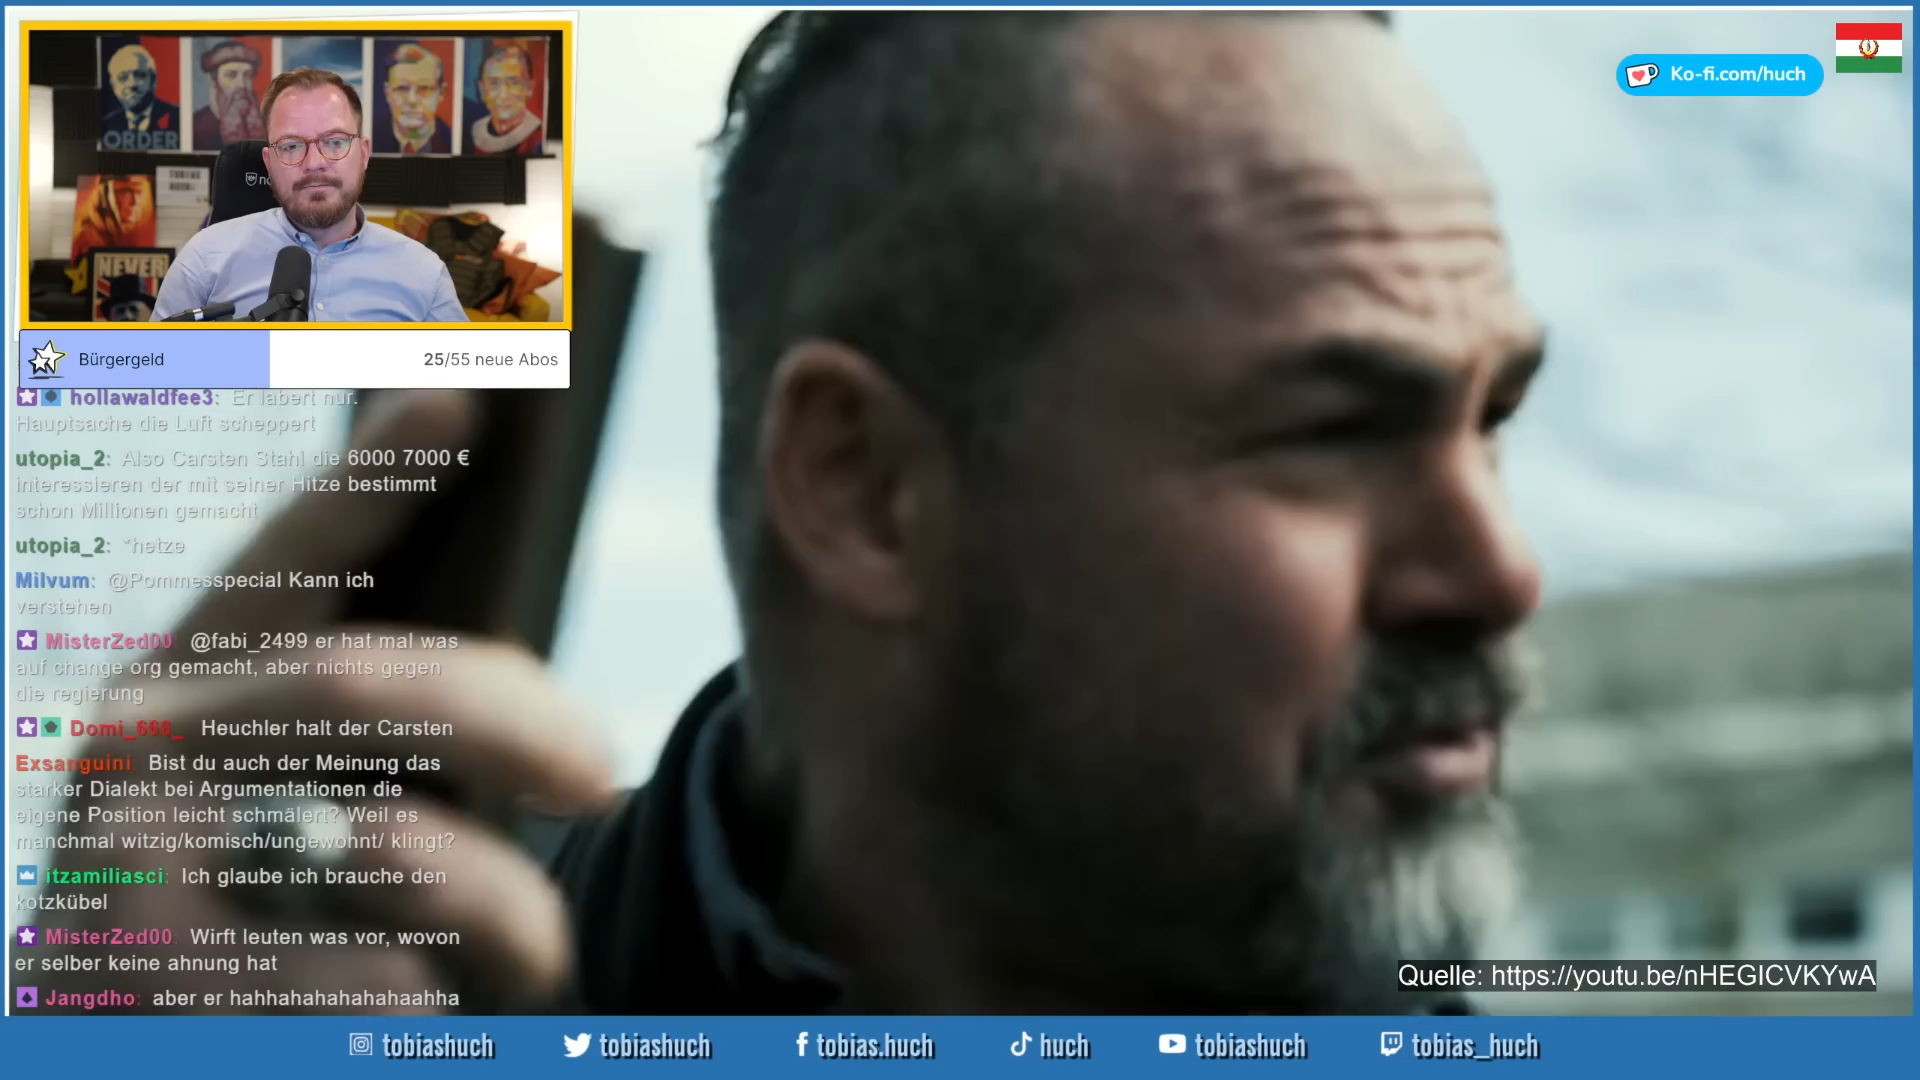 ORDER
TOBIAS
HUCH
NEVER
Ko-fi.com/huch
Bürgergeld
25/55 neue Abos
hollawaldfee3: Er labert nur.
Hauptsache die Luft scheppert
utopia_2: Also Carsten Stahl die 6000 7000 €
interessieren der mit seiner Hitze bestimmt
schon Millionen gemacht
utopia_2: *hetze
Milvum: @Pommesspecial Kann ich
verstehen
MisterZed00: @fabi_2499 er hat mal was
auf change org gemacht, aber nichts gegen
die regierung
Domi_666_ Heuchler halt der Carsten
Exsanguini: Bist du auch der Meinung das
starker Dialekt bei Argumentationen die
eigene Position leicht schmälert? Weil es
manchmal witzig/komisch/ungewohnt/ klingt?
itzamiliasci: Ich glaube ich brauche den
kotzkübel
MisterZed00: Wirft leuten was vor, wovon
er selber keine ahnung hat
Jangdho: aber er hahhahahahahahaahha
Quelle: https://youtu.be/nHEGICVKYwA
tobiashuch
tobiashuch
tobias.huch
huch
tobiashuch
tobias_huch